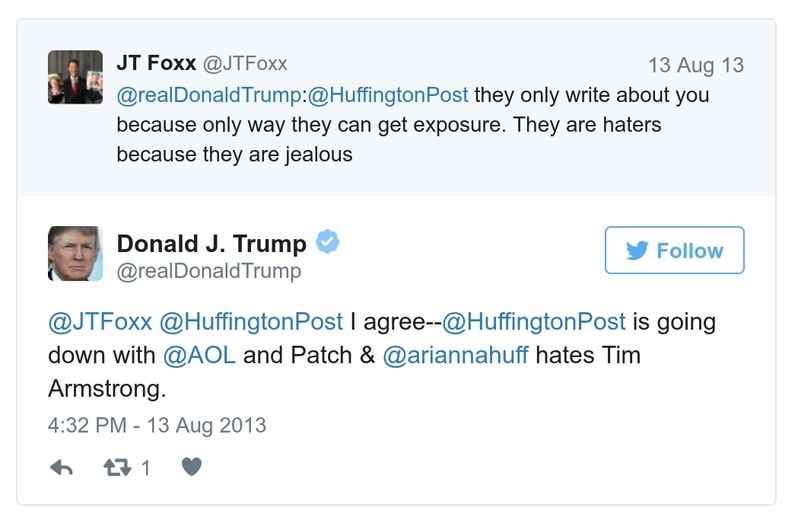 JT Foxx @JTFoxx 13 Aug 13
@realDonaldTrump:@HuffingtonPost they only write about you
because only way they can get exposure. They are haters
because they are jealous
Donald J. Trump
@realDonaldTrump
Follow
@JTFoxx @HuffingtonPost I agree--@HuffingtonPost is going
down with @AOL and Patch & @ariannahuff hates Tim
Armstrong.
4:32 PM - 13 Aug 2013
1